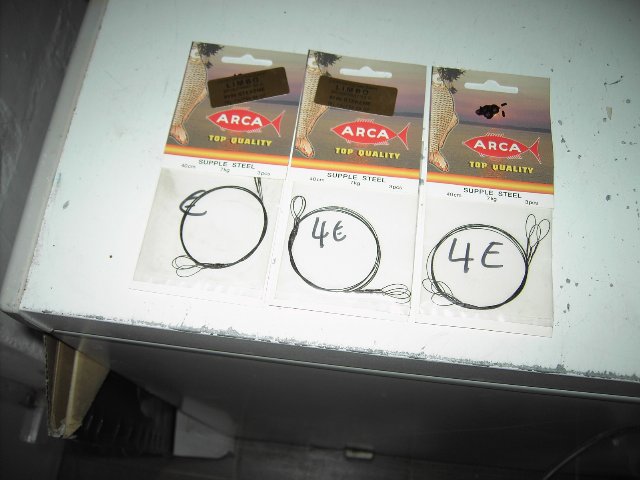 LIMBO
ARCA
TOP QUALITY
SUPPLE STEEL
40cm 7kg 3pcs
E
LIMBO
ARCA
TOP QUALITY
SUPPLE STEEL
40cm 7kg 3pcs
4E
ARCA
TOP QUALITY
SUPPLE STEEL
40cm 7kg 3pcs
4E